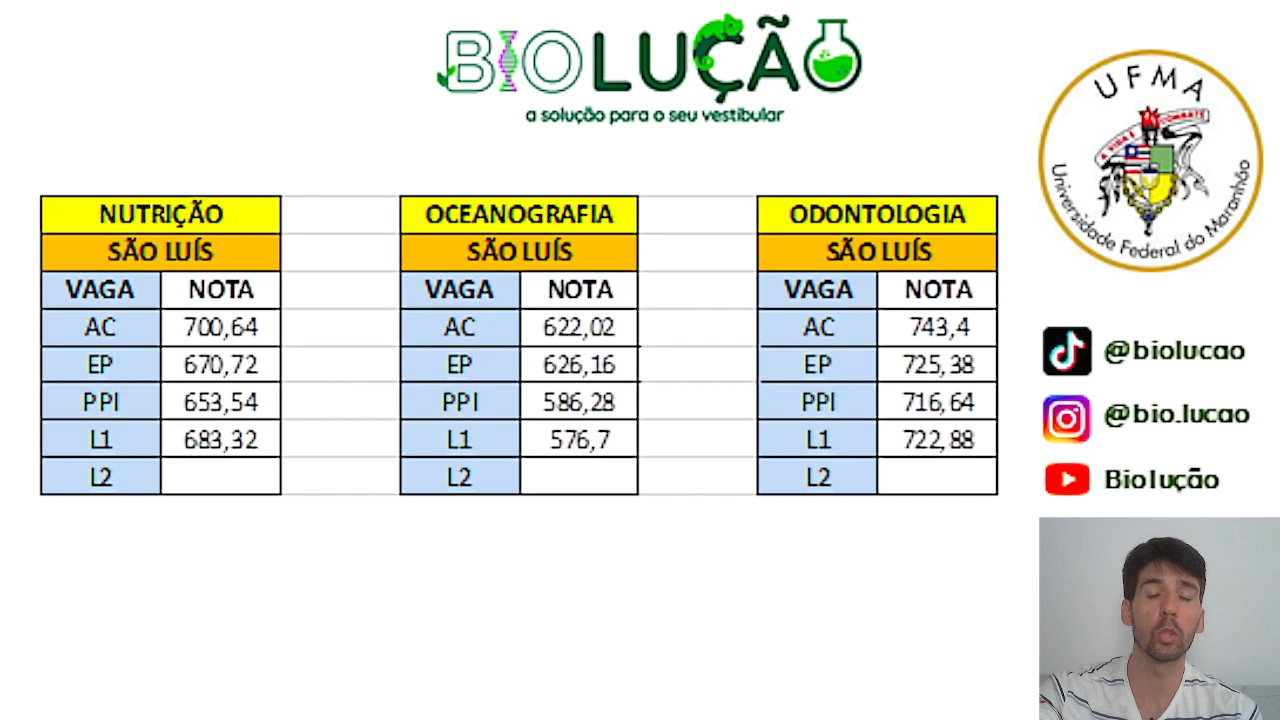 BIOLUÇÃO
a solução para o seu vestibular
UFMA
A VIDA É COMBATE
Universidade Federal do Maranhão
NUTRIÇÃO
SÃO LUÍS
VAGA NOTA
AC 700,64
EP 670,72
PPI 653,54
L1 683,32
L2
OCEANOGRAFIA
SÃO LUÍS
VAGA NOTA
AC 622,02
EP 626,16
PPI 586,28
L1 576,7
L2
ODONTOLOGIA
SÃO LUÍS
VAGA NOTA
AC 743,4
EP 725,38
PPI 716,64
L1 722,88
L2
@biolucao
@bio.lucao
Biolução